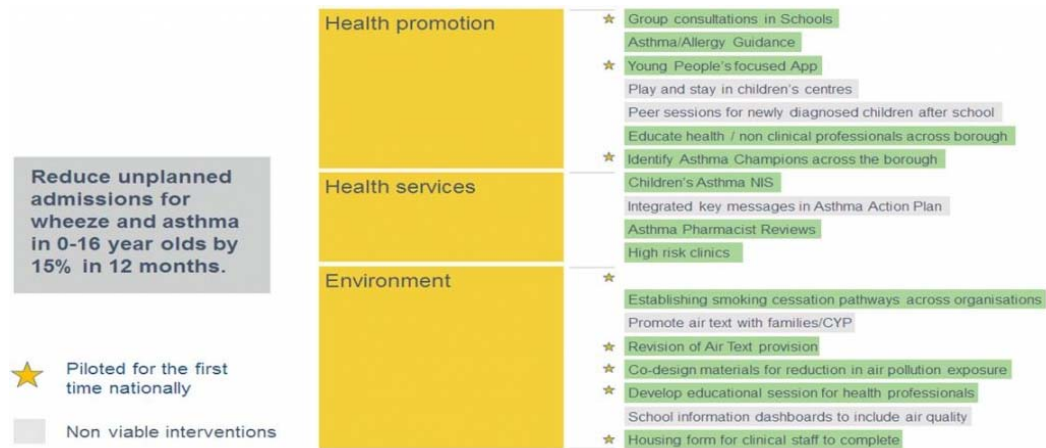 Health promotion
Group consultations in Schools
Asthma/Allergy Guidance
Young People's focused App
Play and stay in children's centres
Peer sessions for newly diagnosed children after school
Educate health / non clinical professionals across borough
Identify Asthma Champions across the borough
Reduce unplanned
admissions for
wheeze and asthma
in 0-16 year olds by
15% in 12 months.
Health services
Children's Asthma NIS
Integrated key messages in Asthma Action Plan
Asthma Pharmacist Reviews
High risk clinics
Environment
Establishing smoking cessation pathways across organisations
Promote air text with families/CYP
Revision of Air Text provision
Co-design materials for reduction in air pollution exposure
Develop educational session for health professionals
School information dashboards to include air quality
Housing form for clinical staff to complete
Piloted for the first
time nationally
Non viable interventions